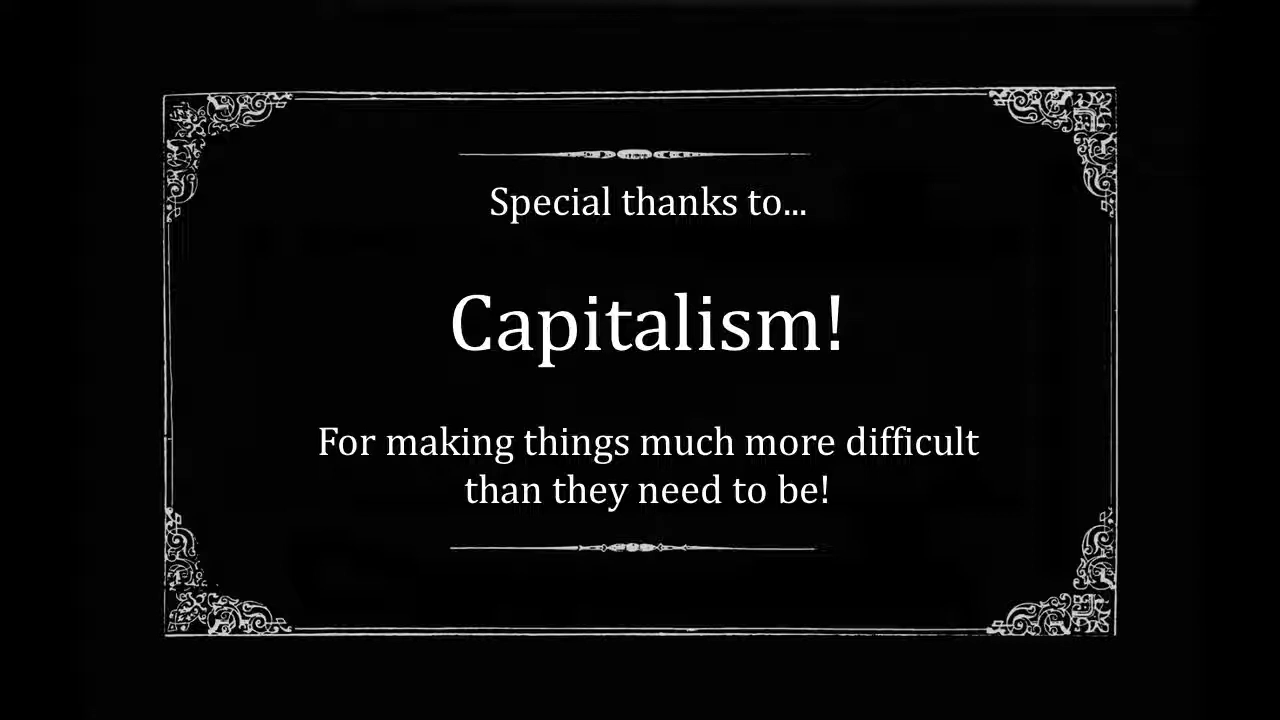 Special thanks to...
Capitalism!
For making things much more difficult
than they need to be!